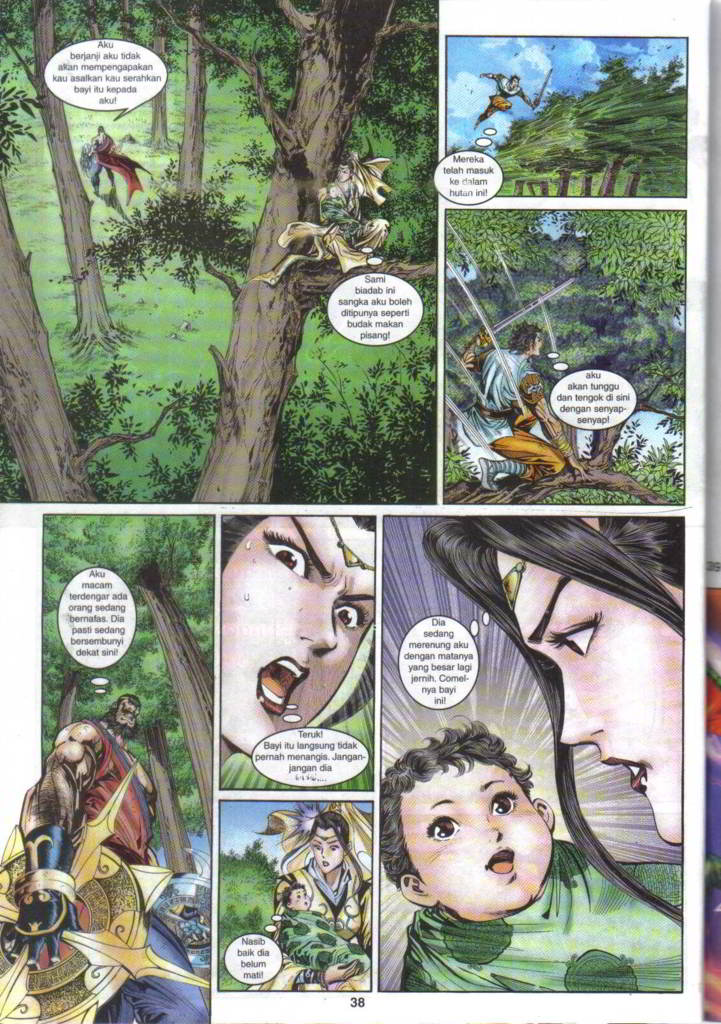 Aku
berjanji aku tidak
akan mempengapakan
kau asalkan kau serahkan
bayi itu kepada
aku!
Sami
biadab ini
sangka aku boleh
ditipunya seperti
budak makan
pisang!
Mereka
telah masuk
ke dalam
hutan ini!
aku
akan tunggu
dan tengok di sini
dengan senyap-
senyap!
Aku
macam
terdengar ada
orang sedang
bernafas. Dia
pasti sedang
bersembunyi
dekat sini!
Teruk!
Bayi itu langsung tidak
pernah menangis. Jangan-
jangan dia
Nasib
baik dia
belum
mati!
Dia
sedang
merenung aku
dengan matanya
yang besar lagi
jernih. Comel-
nya bayi
ini!
38